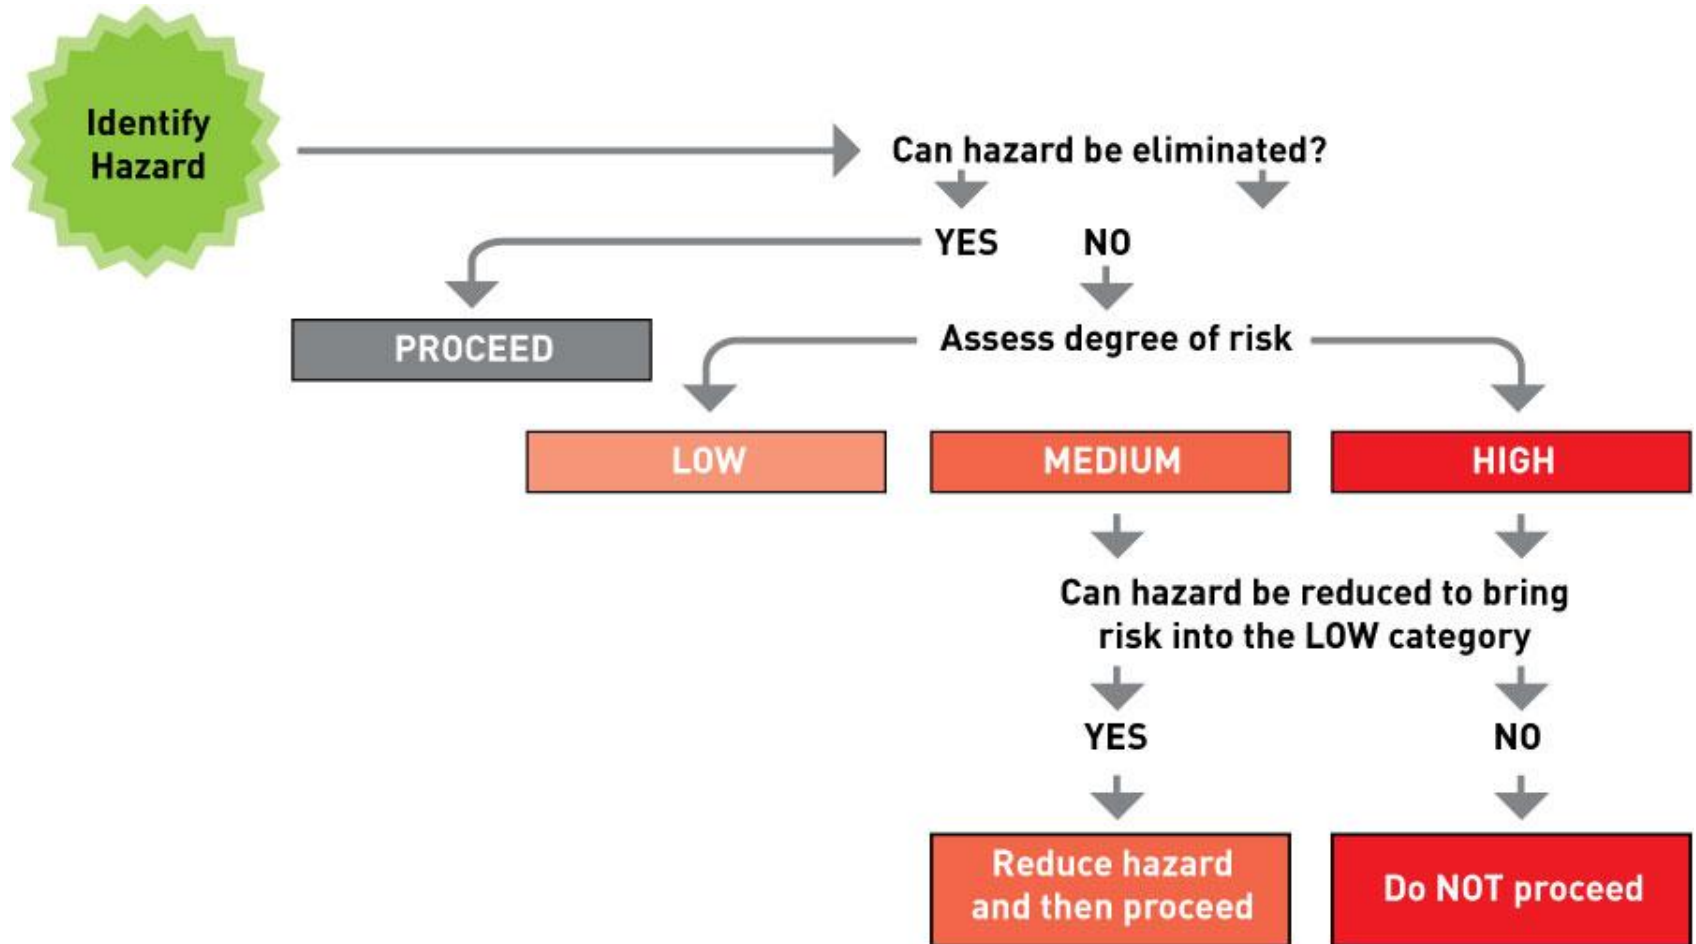 Identify
Hazard
Can hazard be eliminated?
YES NO
PROCEED
Assess degree of risk
LOW MEDIUM HIGH
Can hazard be reduced to bring
risk into the LOW category
YES NO
Reduce hazard
and then proceed
Do NOT proceed